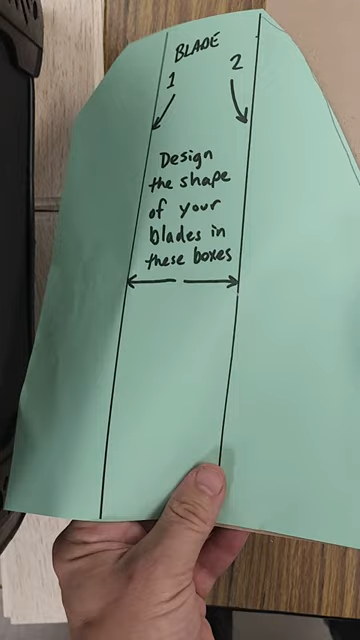 BLADE
1 2
Design
the shape
of your
blades in
these boxes